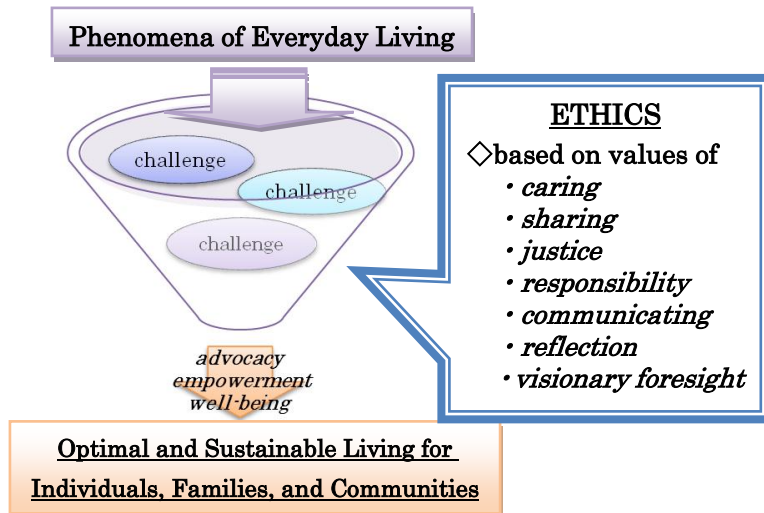 Phenomena of Everyday Living
challenge
challenge
challenge
ETHICS
◇based on values of
・caring
・sharing
・justice
・responsibility
・communicating
・reflection
・visionary foresight
advocacy
empowerment
well-being
Optimal and Sustainable Living for
Individuals, Families, and Communities